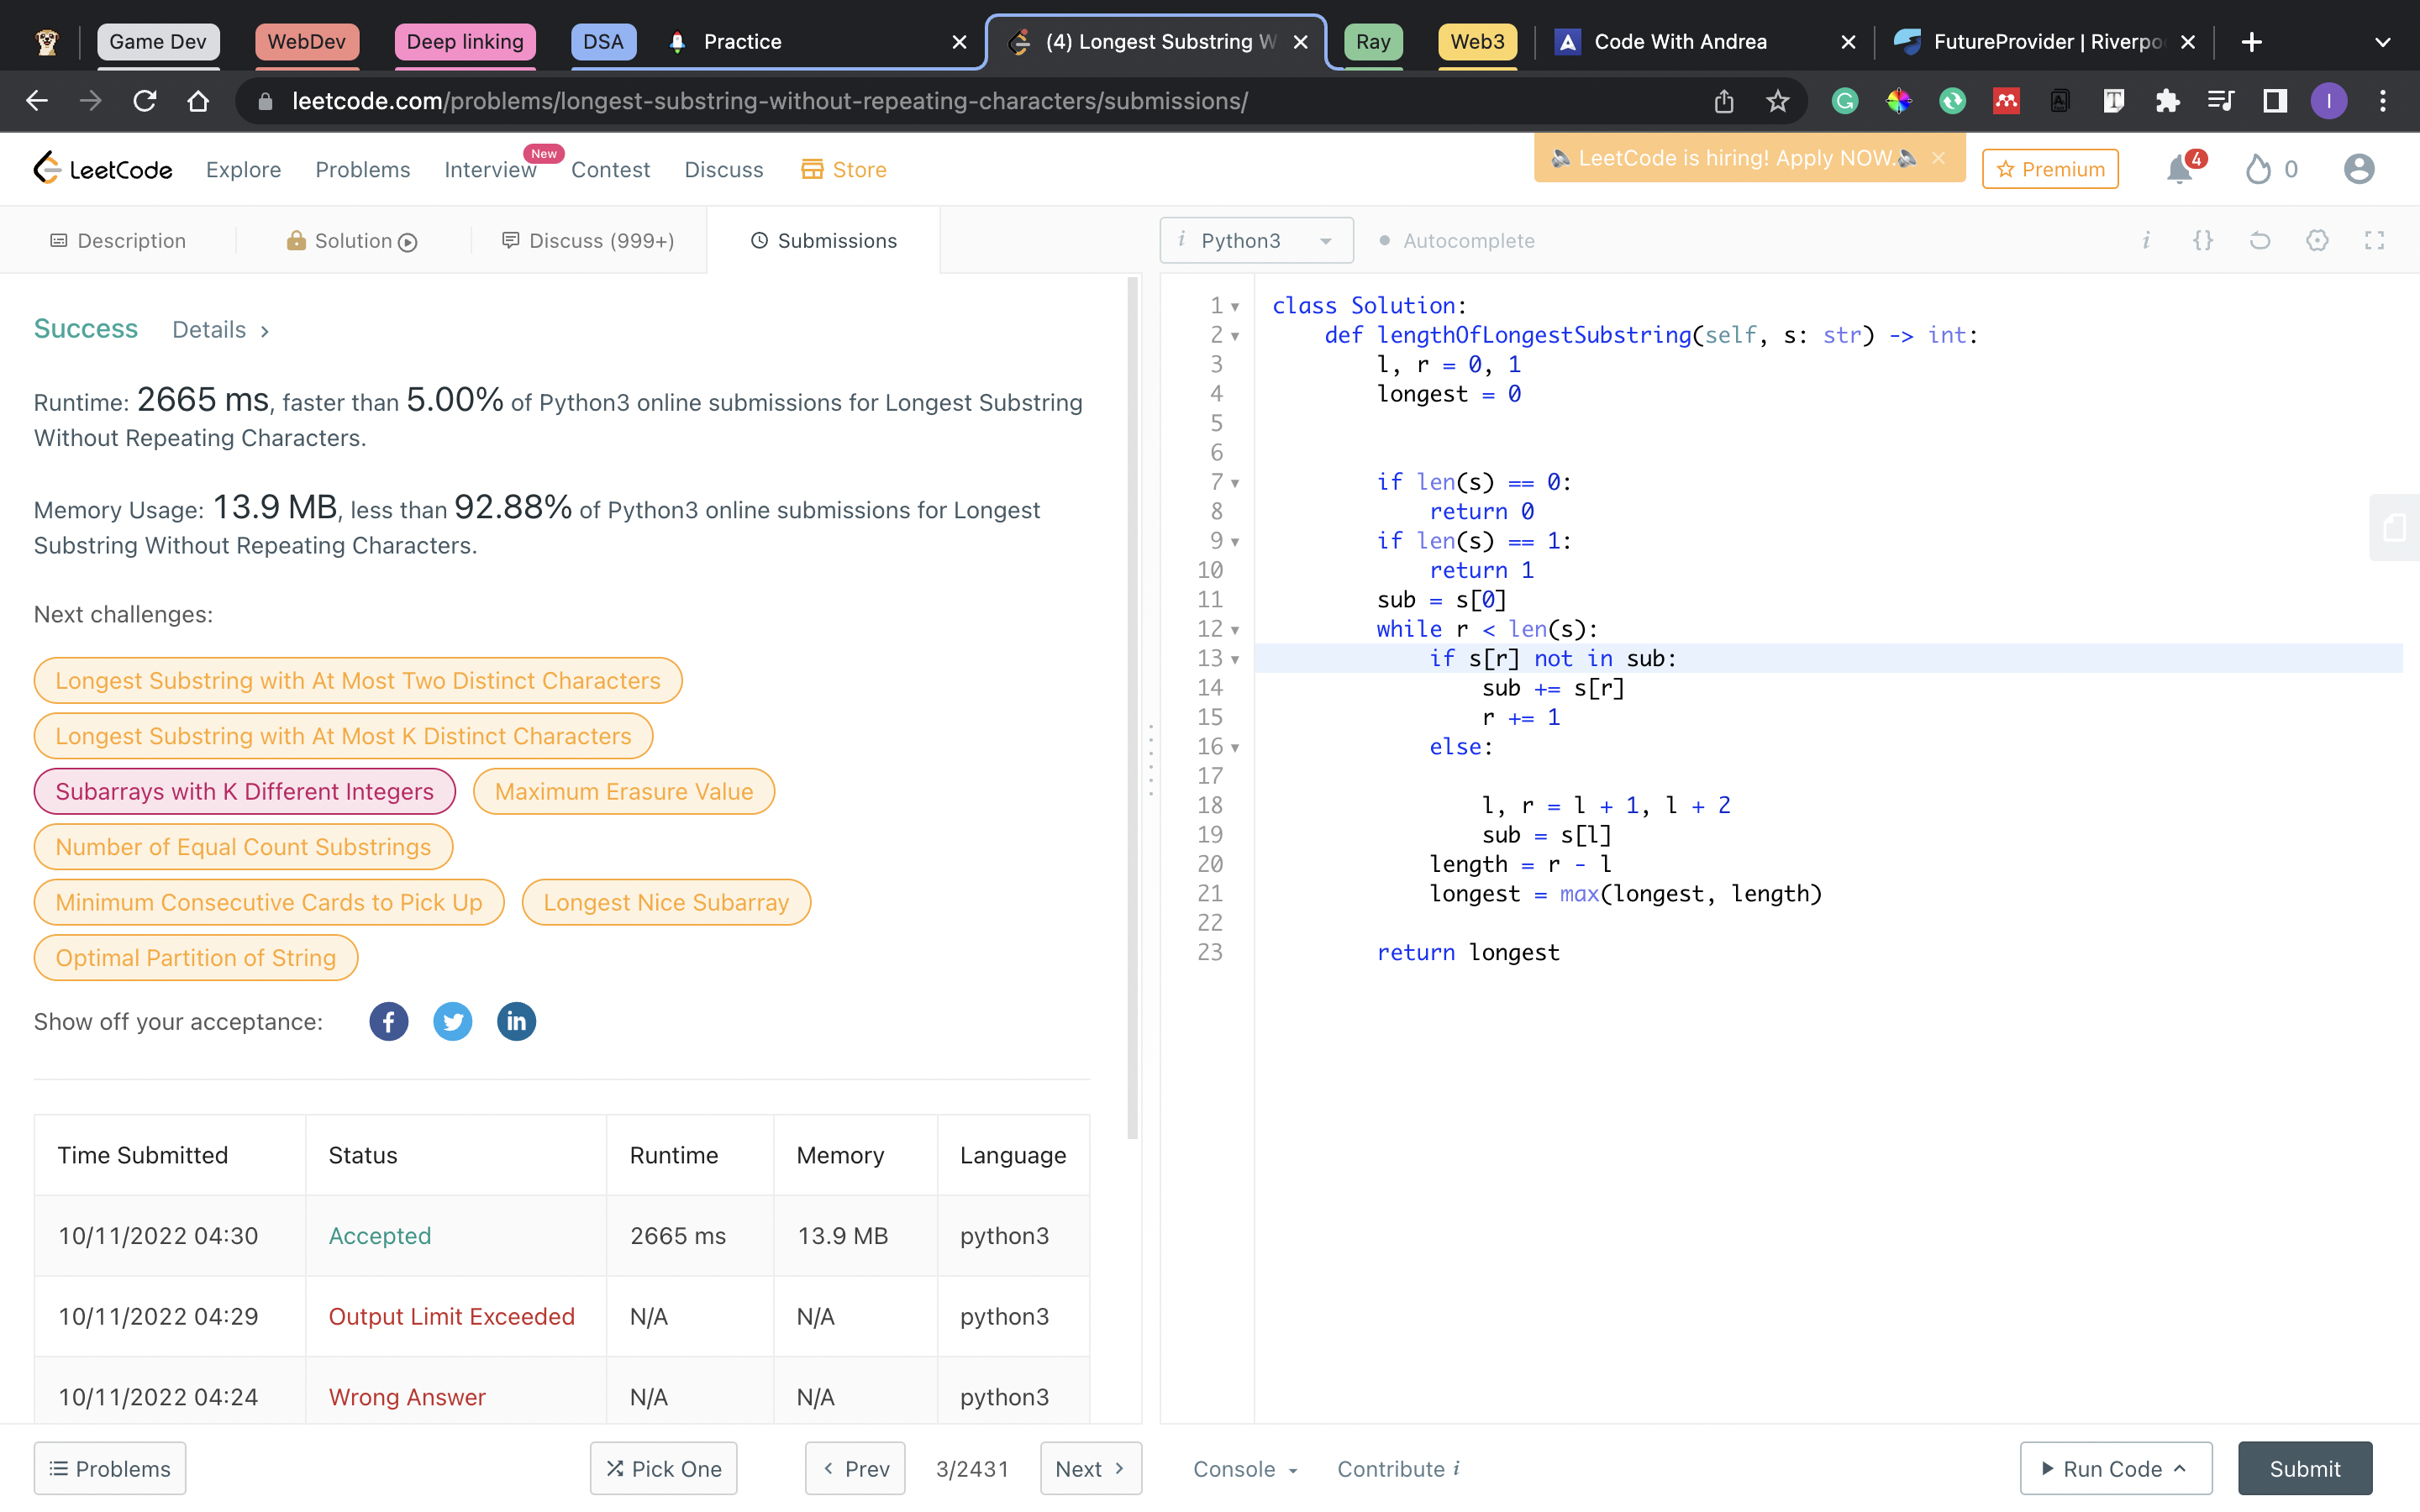 Game Dev WebDev Deep linking DSA Practice (4) Longest Substring W Ray Web3 Code With Andrea FutureProvider | Riverpo
leetcode.com/problems/longest-substring-without-repeating-characters/submissions/
LeetCode Explore Problems Interview New Contest Discuss Store LeetCode is hiring! Apply NOW. Premium 4 0
Description Solution Discuss (999+) Submissions
Success Details
Runtime: 2665 ms, faster than 5.00% of Python3 online submissions for Longest Substring
Without Repeating Characters.
Memory Usage: 13.9 MB, less than 92.88% of Python3 online submissions for Longest
Substring Without Repeating Characters.
Next challenges:
Longest Substring with At Most Two Distinct Characters
Longest Substring with At Most K Distinct Characters
Subarrays with K Different Integers Maximum Erasure Value
Number of Equal Count Substrings
Minimum Consecutive Cards to Pick Up Longest Nice Subarray
Optimal Partition of String
Show off your acceptance:
Time Submitted Status Runtime Memory Language
10/11/2022 04:30 Accepted 2665 ms 13.9 MB python3
10/11/2022 04:29 Output Limit Exceeded N/A N/A python3
10/11/2022 04:24 Wrong Answer N/A N/A python3
Problems Pick One Prev 3/2431 Next
i Python3 Autocomplete
1 class Solution:
2     def lengthOfLongestSubstring(self, s: str) -> int:
3         l, r = 0, 1
4         longest = 0
5
6
7         if len(s) == 0:
8             return 0
9         if len(s) == 1:
10             return 1
11         sub = s[0]
12         while r < len(s):
13             if s[r] not in sub:
14                 sub += s[r]
15                 r += 1
16             else:
17
18                 l, r = l + 1, l + 2
19                 sub = s[l]
20             length = r - l
21             longest = max(longest, length)
22
23         return longest
Console Contribute i Run Code Submit